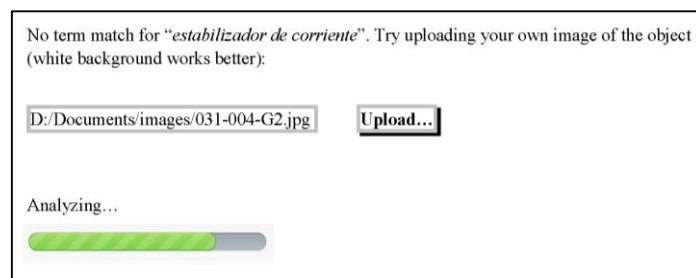 No term match for “estabilizador de corriente”. Try uploading your own image of the object
(white background works better):
D:/Documents/images/031-004-G2.jpg
Upload…
Analyzing…